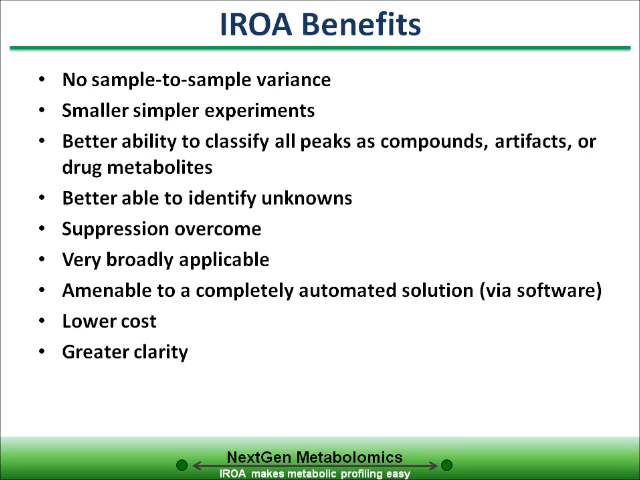 IROA Benefits
• No sample-to-sample variance
• Smaller simpler experiments
• Better ability to classify all peaks as compounds, artifacts, or
drug metabolites
• Better able to identify unknowns
• Suppression overcome
• Very broadly applicable
• Amenable to a completely automated solution (via software)
• Lower cost
• Greater clarity
NextGen Metabolomics
IROA makes metabolic profiling easy